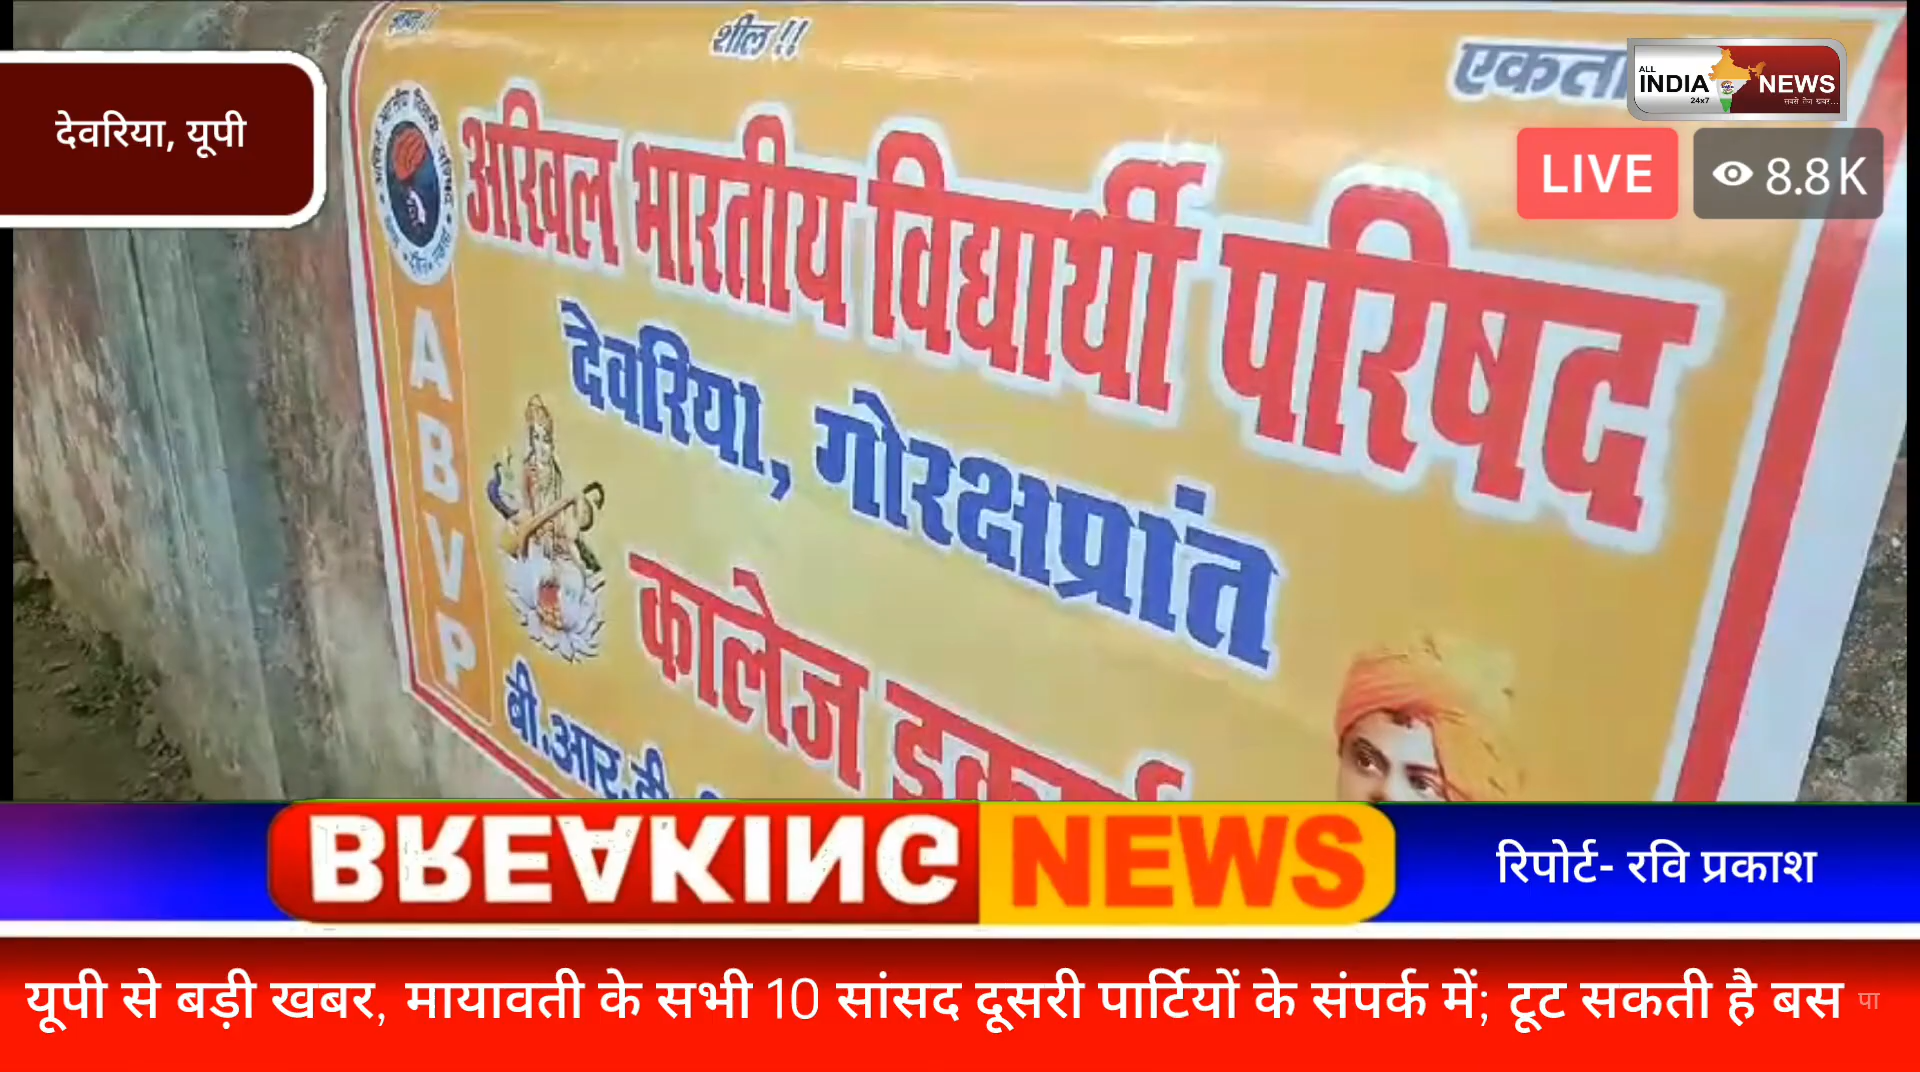 देवरिया, यूपी
शील !!
एकता
ALL
INDIA NEWS
24x7
LIVE
8.8K
अखिल भारतीय विद्यार्थी परिषद
देवरिया, गोरक्षप्रांत
A
B
V
P
कालेज इकाई
बी.आर.डी.
BREAKING NEWS
रिपोर्ट- रवि प्रकाश
यूपी से बड़ी खबर, मायावती के सभी 10 सांसद दूसरी पार्टियों के संपर्क में; टूट सकती है बस पा